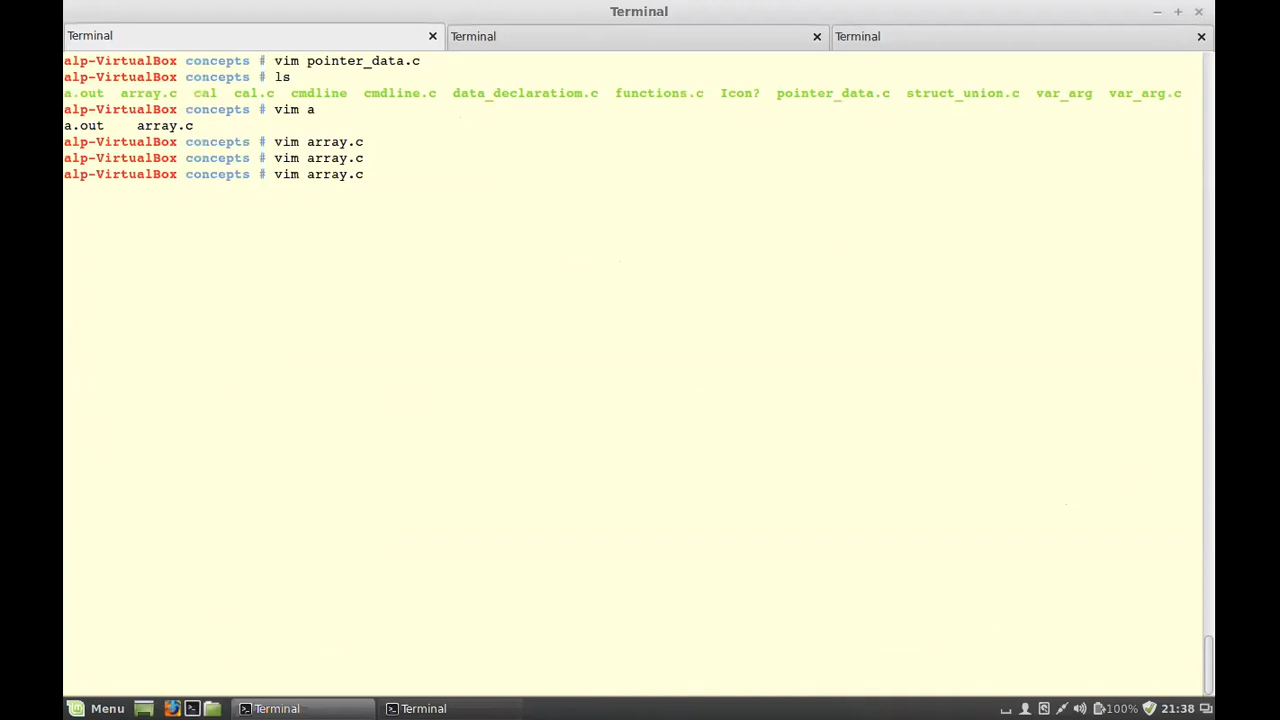 Terminal
Terminal Terminal Terminal
alp-VirtualBox concepts # vim pointer_data.c
alp-VirtualBox concepts # ls
a.out array.c cal cal.c cmdline cmdline.c data_declaratiom.c functions.c Icon? pointer_data.c struct_union.c var_arg var_arg.c
alp-VirtualBox concepts # vim a
a.out array.c
alp-VirtualBox concepts # vim array.c
alp-VirtualBox concepts # vim array.c
alp-VirtualBox concepts # vim array.c
Menu Terminal Terminal 100% 21:38